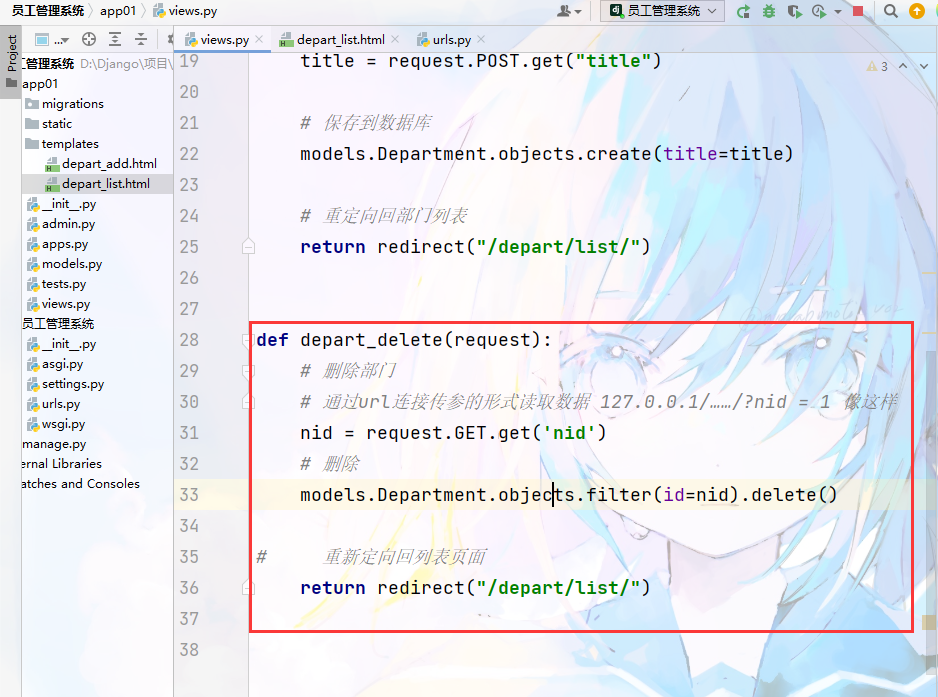 员工管理系统 app01 views.py
员工管理系统
Project
...
views.py depart_list.html urls.py
工管理系统 D:\Django\项目\
app01
migrations
static
templates
depart_add.html
depart_list.html
__init__.py
admin.py
apps.py
models.py
tests.py
views.py
员工管理系统
__init__.py
asgi.py
settings.py
urls.py
wsgi.py
manage.py
ernal Libraries
atches and Consoles
3
19 title = request.POST.get("title")
20
21 # 保存到数据库
22 models.Department.objects.create(title=title)
23
24 # 重定向回部门列表
25 return redirect("/depart/list/")
26
27
28 def depart_delete(request):
29 # 删除部门
30 # 通过url连接传参的形式读取数据 127.0.0.1/……/?nid = 1 像这样
31 nid = request.GET.get('nid')
32 # 删除
33 models.Department.objects.filter(id=nid).delete()
34
35 # 重新定向回列表页面
36 return redirect("/depart/list/")
37
38